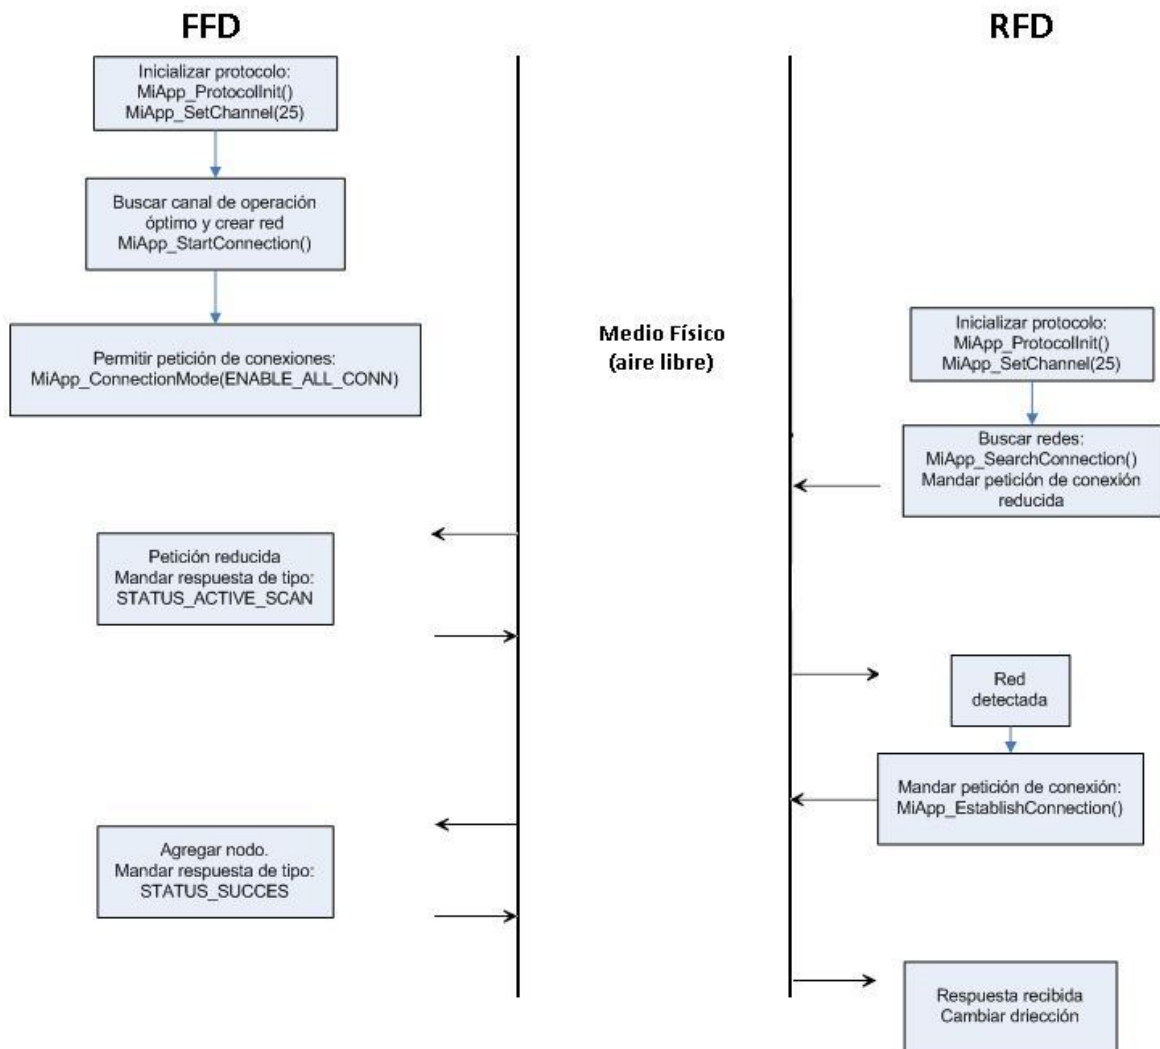 FFD
Inicializar protocolo:
MiApp_ProtocolInit()
MiApp_SetChannel(25)
Buscar canal de operación
óptimo y crear red
MiApp_StartConnection()
Permitir petición de conexiones:
MiApp_ConnectionMode(ENABLE_ALL_CONN)
Petición reducida
Mandar respuesta de tipo:
STATUS_ACTIVE_SCAN
Agregar nodo.
Mandar respuesta de tipo:
STATUS_SUCCES
Medio Físico
(aire libre)
RFD
Inicializar protocolo:
MiApp_ProtocolInit()
MiApp_SetChannel(25)
Buscar redes:
MiApp_SearchConnection()
Mandar petición de conexión
reducida
Red
detectada
Mandar petición de conexión:
MiApp_EstablishConnection()
Respuesta recibida
Cambiar driección